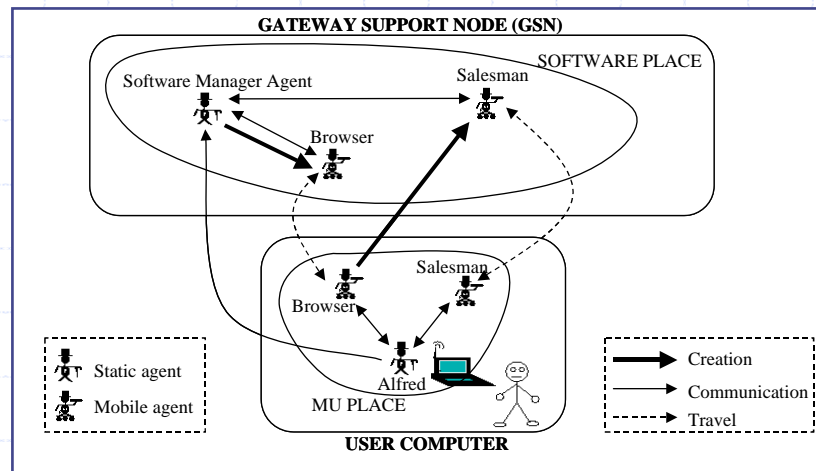 GATEWAY SUPPORT NODE (GSN)
SOFTWARE PLACE
Software Manager Agent
Salesman
Browser
Salesman
Browser
Alfred
MU PLACE
USER COMPUTER
Static agent
Mobile agent
Creation
Communication
Travel